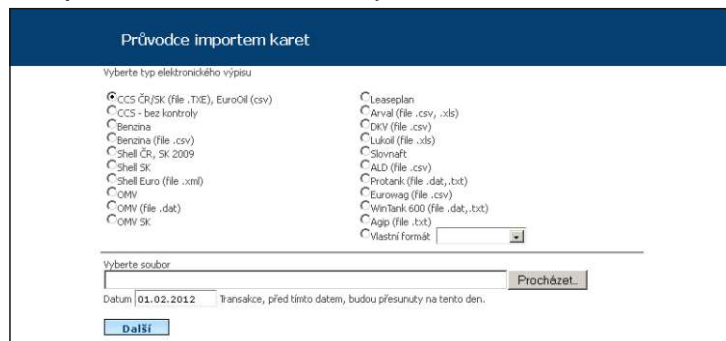 Průvodce importem karet
Vyberte typ elektronického výpisu
CCS ČR/SK (file .TXE), EuroOil (csv)
CCS - bez kontroly
Benzina
Benzina (file .csv)
Shell ČR, SK 2009
Shell SK
Shell Euro (file .xml)
OMV
OMV (file .dat)
OMV SK
Leaseplan
Arval (file .csv, .xls)
DKV (file .csv)
Lukoil (file .xls)
Slovnaft
ALD (file .csv)
Protank (file .dat,.txt)
Eurowag (file .csv)
WinTank 600 (file .dat,.txt)
Agip (file .txt)
Vlastní formát
Vyberte soubor
Procházet..
Datum 01.02.2012 Transakce, před tímto datem, budou přesunuty na tento den.
Další